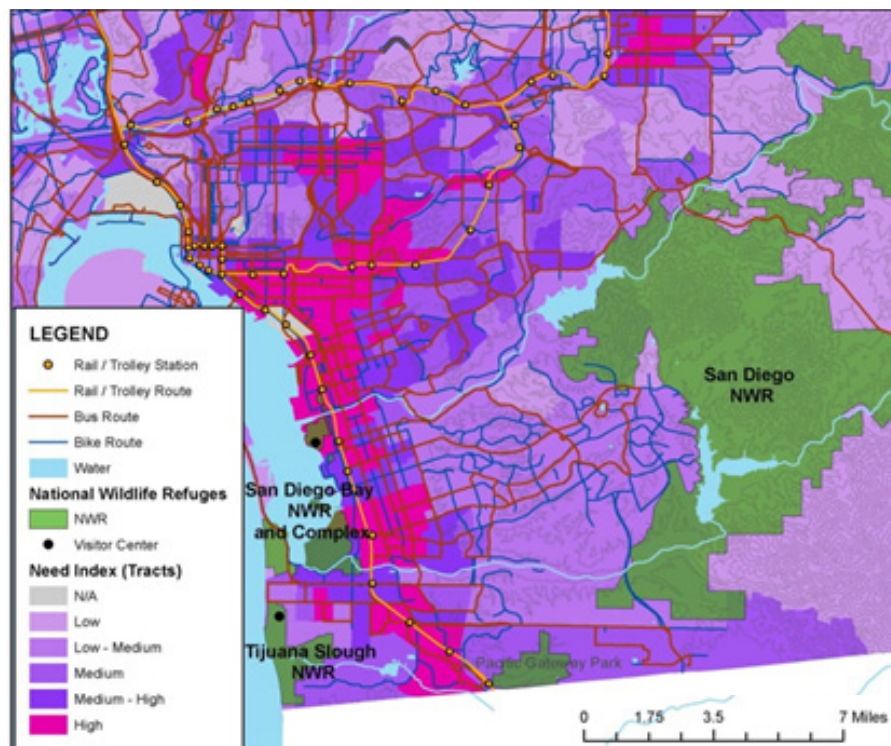 LEGEND
Rail / Trolley Station
Rail / Trolley Route
Bus Route
Bike Route
Water
National Wildlife Refuges
NWR
Visitor Center
Need Index (Tracts)
N/A
Low
Low - Medium
Medium
Medium - High
High
San Diego
NWR
San Diego Bay
NWR
and Complex
Tijuana Slough
NWR
Pacific Gateway Park
0 1.75 3.5 7 Miles